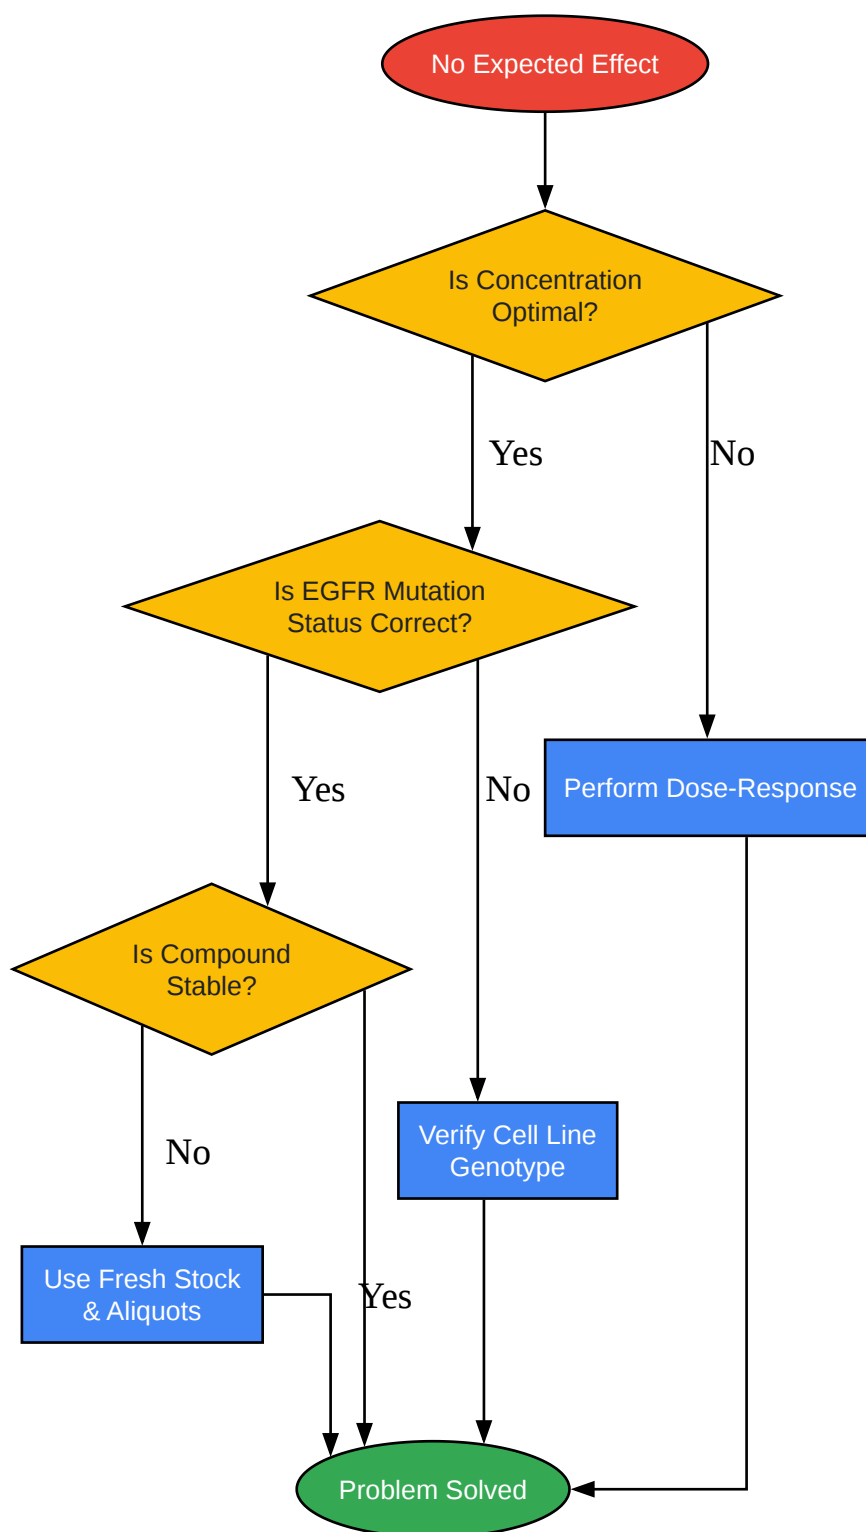 No Expected Effect
Is Concentration
Optimal?
Yes
No
Is EGFR Mutation
Status Correct?
Yes
No
Perform Dose-Response
Is Compound
Stable?
No
Verify Cell Line
Genotype
Use Fresh Stock
& Aliquots
Yes
Problem Solved